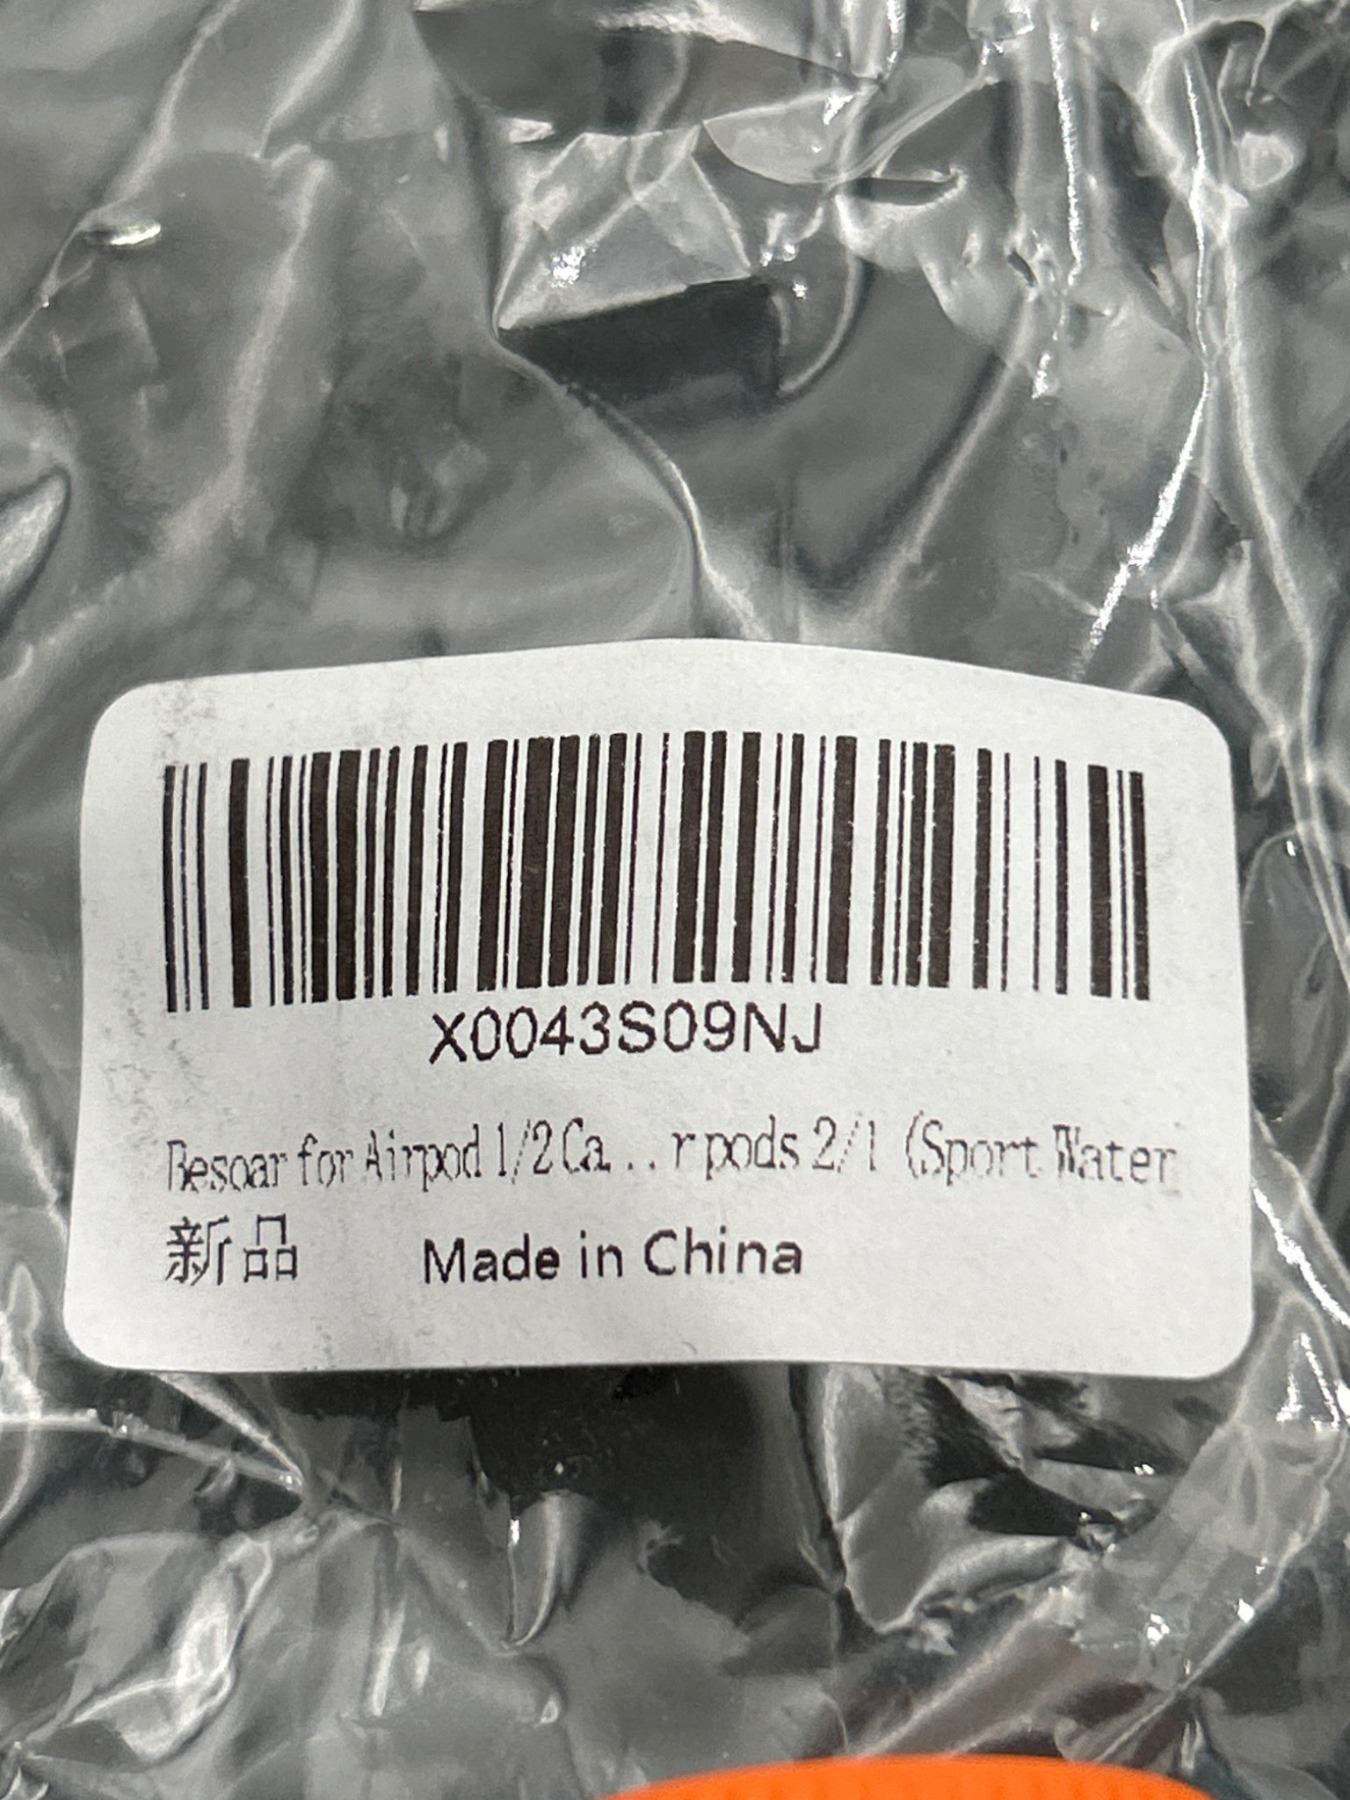 X0043S09NJ
Besoar for Airpod 1/2 Ca...r pods 2/1 (Sport Water
新品 Made in China